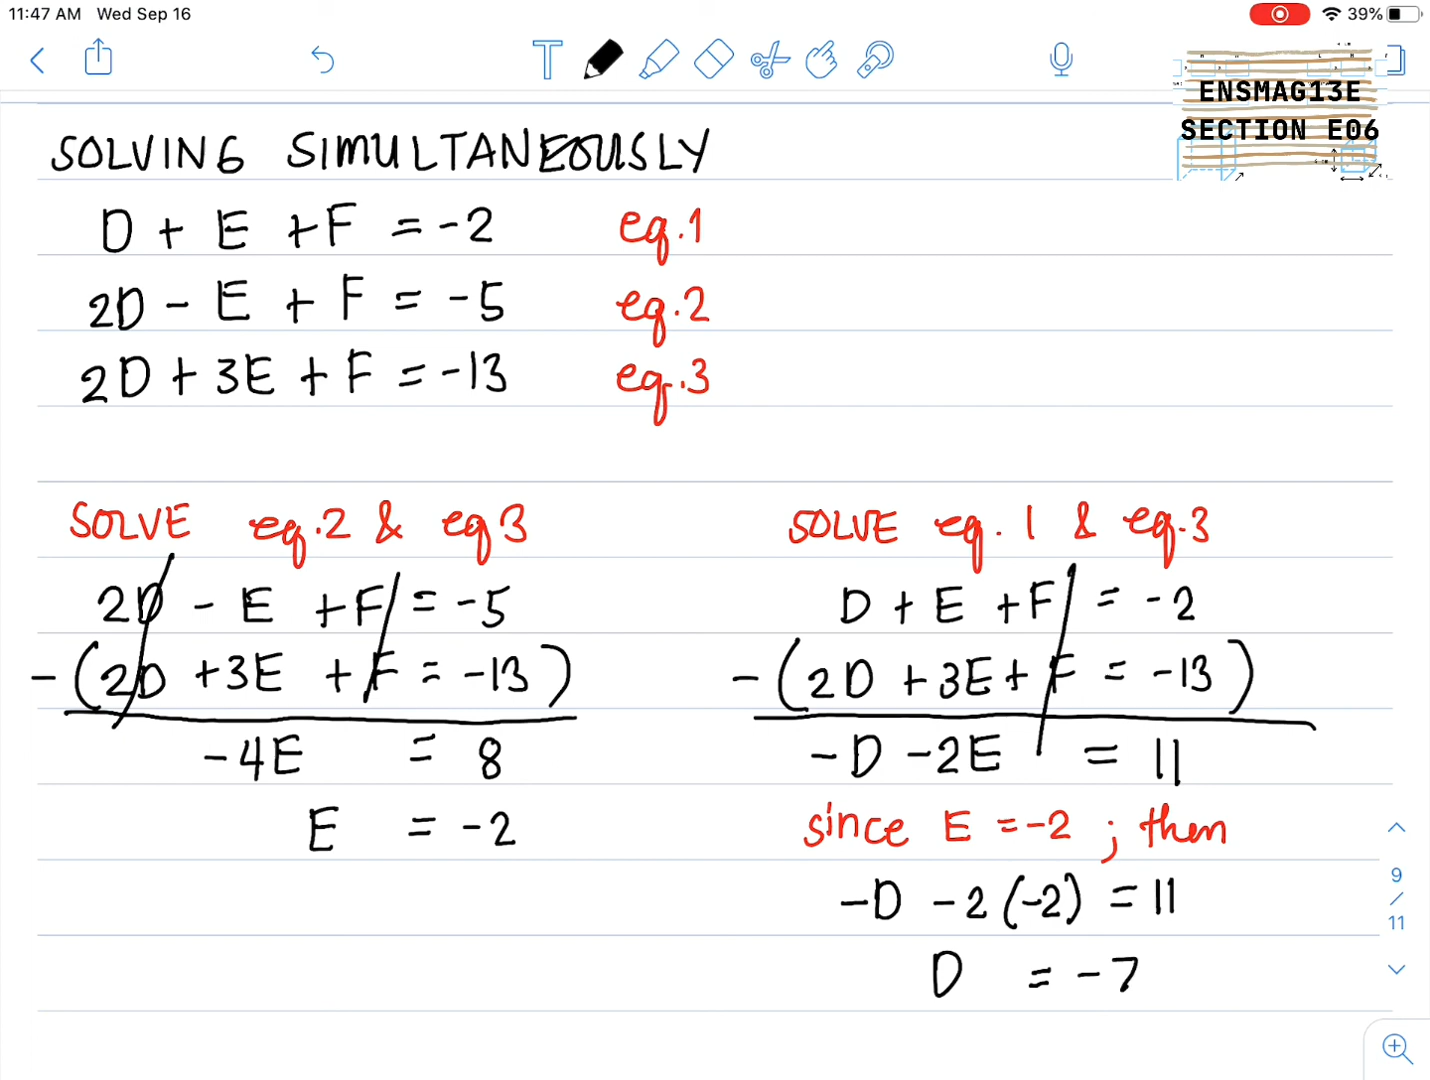 11:47 AM Wed Sep 16
39%
ENSMAG13E
SECTION E06
SOLVING SIMULTANEOUSLY
D + E + F = -2 eq.1
2D - E + F = -5 eq.2
2D + 3E + F = -13 eq.3
SOLVE eq.2 & eq3
2D - E + F = -5
-(2D + 3E + F = -13)
-4E = 8
E = -2
SOLVE eq.1 & eq.3
D + E + F = -2
-(2D + 3E + F = -13)
-D - 2E = 11
since E = -2 ; then
-D - 2(-2) = 11
D = -7
9
/
11